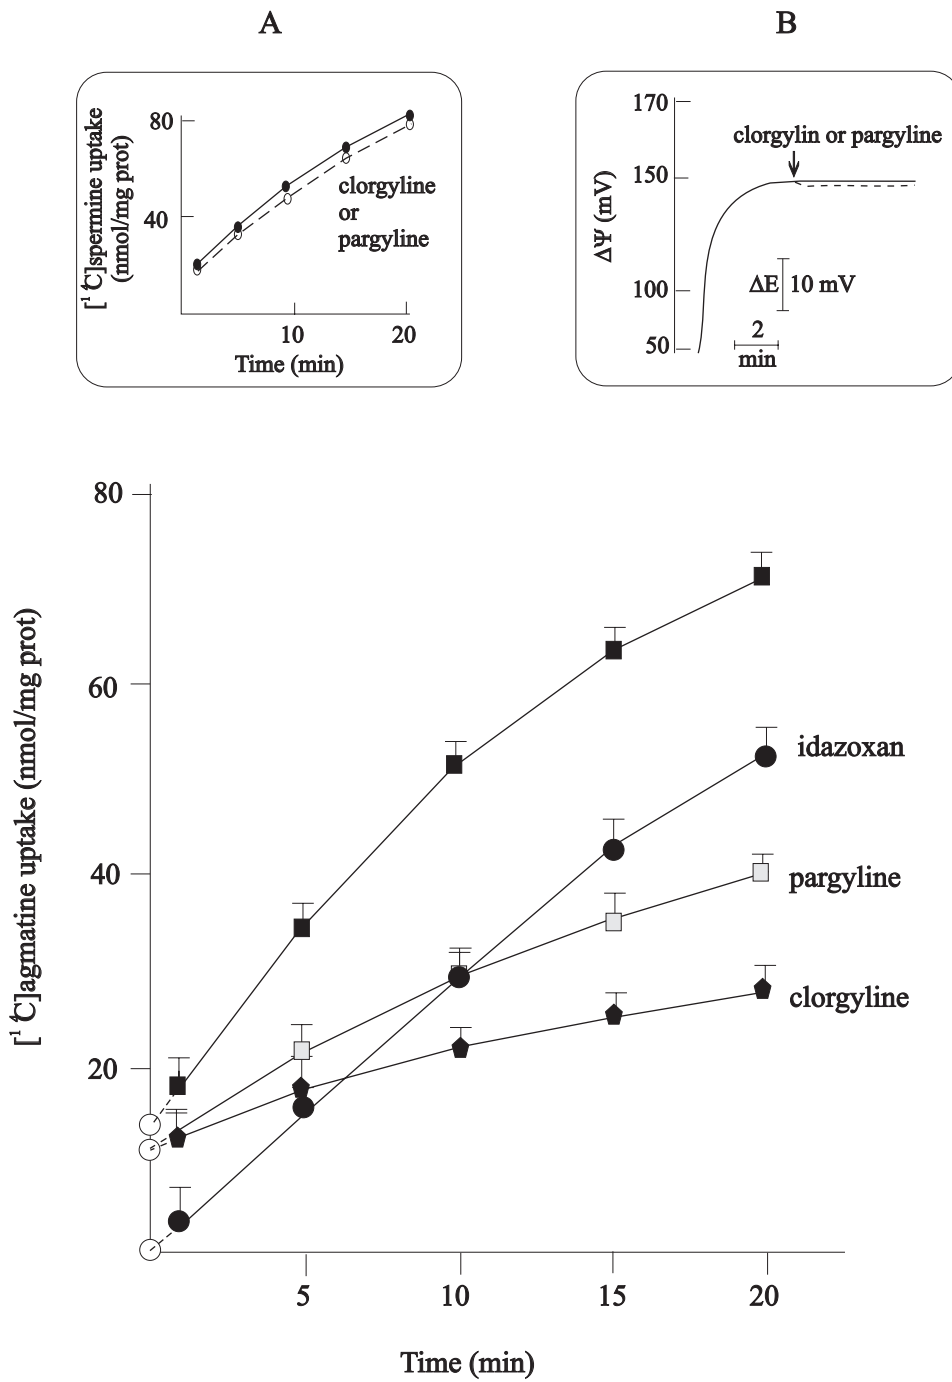 A
B
[¹⁴C]spermine uptake
(nmol/mg prot)
80
40
clorgyline
or
pargyline
10
20
Time (min)
ΔΨ (mV)
170
150
100
50
clorgylin or pargyline
ΔE 10 mV
2
min
[¹⁴C]agmatine uptake (nmol/mg prot)
80
60
40
20
idazoxan
pargyline
clorgyline
5
10
15
20
Time (min)